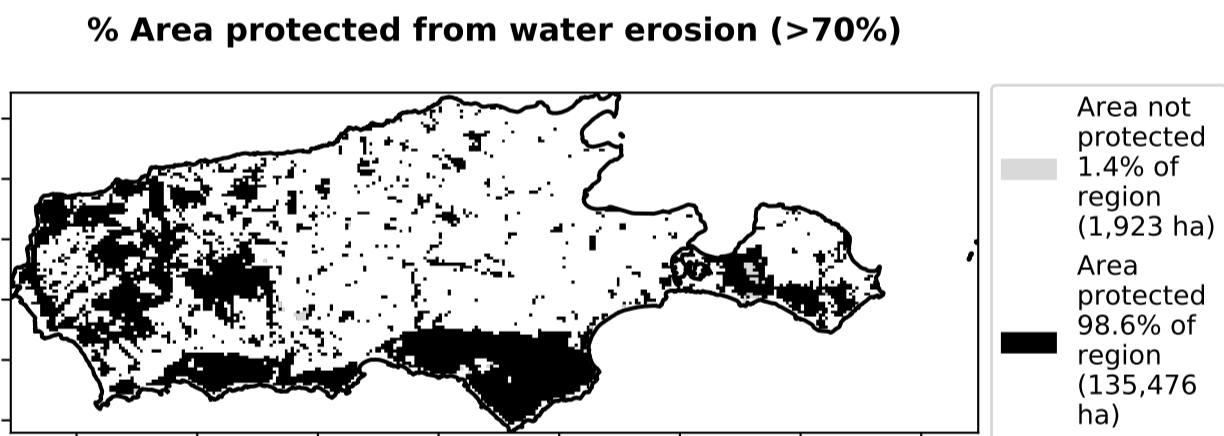 % Area protected from water erosion (>70%)
Area not
protected
1.4% of
region
(1,923 ha)
Area
protected
98.6% of
region
(135,476
ha)